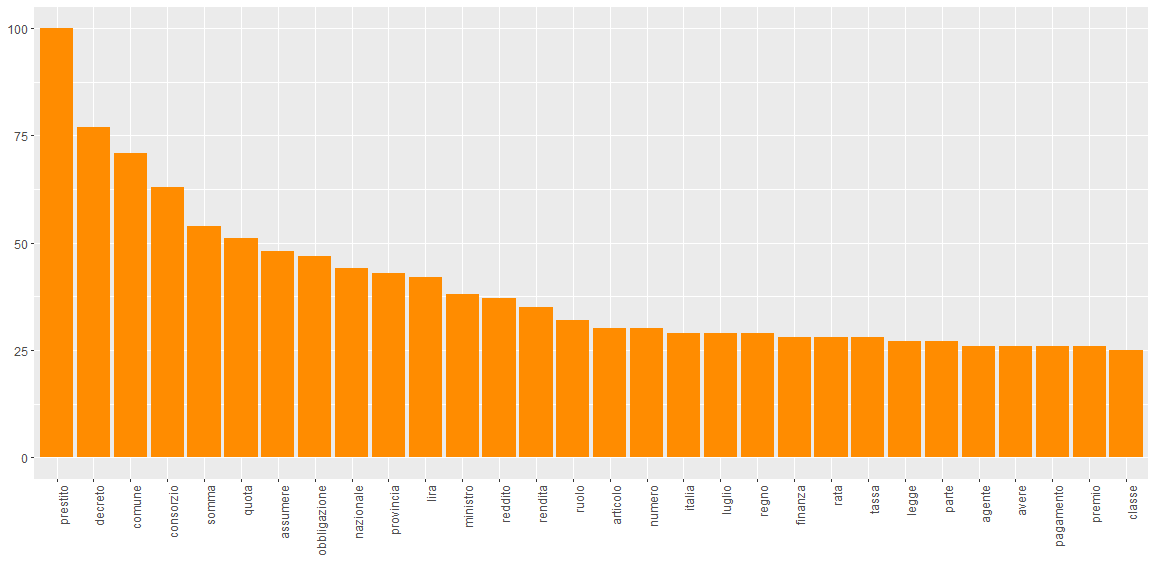 100
75
50
25
0
prestito
decreto
comune
consorzio
somma
quota
assumere
obbligazione
nazionale
provincia
lira
ministro
reddito
rendita
ruolo
articolo
numero
italia
luglio
regno
finanza
rata
tassa
legge
parte
agente
avere
pagamento
premio
classe